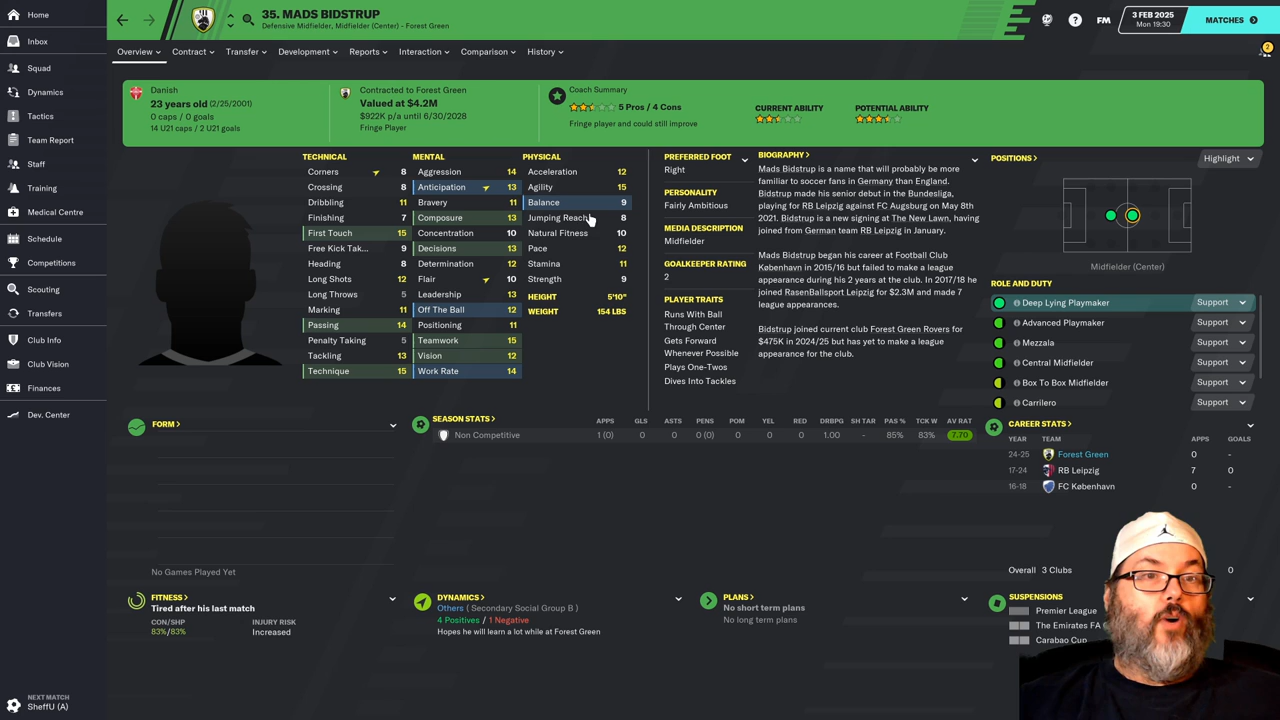 Home
Inbox
Squad
Dynamics
Tactics
Team Report
Staff
Training
Medical Centre
Schedule
Competitions
Scouting
Transfers
Club Info
Club Vision
Finances
Dev. Center
NEXT MATCH
SheffU (A)
35. MADS BIDSTRUP
Defensive Midfielder, Midfielder (Center) - Forest Green
FM
3 FEB 2025
Mon 19:30
MATCHES
2
Overview
Contract
Transfer
Development
Reports
Interaction
Comparison
History
Danish
23 years old (2/25/2001)
0 caps / 0 goals
14 U21 caps / 2 U21 goals
Contracted to Forest Green
Valued at $4.2M
$922K p/a until 6/30/2028
Fringe Player
Coach Summary
5 Pros / 4 Cons
Fringe player and could still improve
CURRENT ABILITY
POTENTIAL ABILITY
TECHNICAL
Corners 8
Crossing 8
Dribbling 11
Finishing 7
First Touch 15
Free Kick Tak... 9
Heading 8
Long Shots 12
Long Throws 5
Marking 11
Passing 14
Penalty Taking 5
Tackling 13
Technique 15
MENTAL
Aggression 14
Anticipation 13
Bravery 11
Composure 13
Concentration 10
Decisions 13
Determination 12
Flair 10
Leadership 13
Off The Ball 12
Positioning 11
Teamwork 15
Vision 12
Work Rate 14
PHYSICAL
Acceleration 12
Agility 15
Balance 9
Jumping Reach 8
Natural Fitness 10
Pace 12
Stamina 11
Strength 9
HEIGHT 5'10"
WEIGHT 154 LBS
PREFERRED FOOT
Right
PERSONALITY
Fairly Ambitious
MEDIA DESCRIPTION
Midfielder
GOALKEEPER RATING
2
PLAYER TRAITS
Runs With Ball
Through Center
Gets Forward
Whenever Possible
Plays One-Twos
Dives Into Tackles
BIOGRAPHY
Mads Bidstrup is a name that will probably be more
familiar to soccer fans in Germany than England.
Bidstrup made his senior debut in the Bundesliga,
playing for RB Leipzig against FC Augsburg on May 8th
2021. Bidstrup is a new signing at The New Lawn, having
joined from German team RB Leipzig in January.
Mads Bidstrup began his career at Football Club
København in 2015/16 but failed to make a league
appearance during his 2 years at the club. In 2017/18 he
joined RasenBallsport Leipzig for $2.3M and made 7
league appearances.
Bidstrup joined current club Forest Green Rovers for
$475K in 2024/25 but has yet to make a league
appearance for the club.
POSITIONS
Highlight
Midfielder (Center)
ROLE AND DUTY
Deep Lying Playmaker Support
Advanced Playmaker Support
Mezzala Support
Central Midfielder Support
Box To Box Midfielder Support
Carrilero Support
FORM
No Games Played Yet
SEASON STATS
APPS GLS ASTS PENS POM YEL RED DRBPG SH TAR PAS % TCK W AV RAT
Non Competitive 1 (0) 0 0 0 (0) 0 0 0 1.00 - 85% 83% 7.70
CAREER STATS
YEAR TEAM APPS GOALS
24-25 Forest Green 0 -
17-24 RB Leipzig 7 0
16-18 FC København 0 -
Overall 3 Clubs 0
FITNESS
Tired after his last match
CON/SHP INJURY RISK
83%/83% Increased
DYNAMICS
Others ( Secondary Social Group B )
4 Positives / 1 Negative
Hopes he will learn a lot while at Forest Green
PLANS
No short term plans
No long term plans
SUSPENSIONS
Premier League
The Emirates FA
Carabao Cup